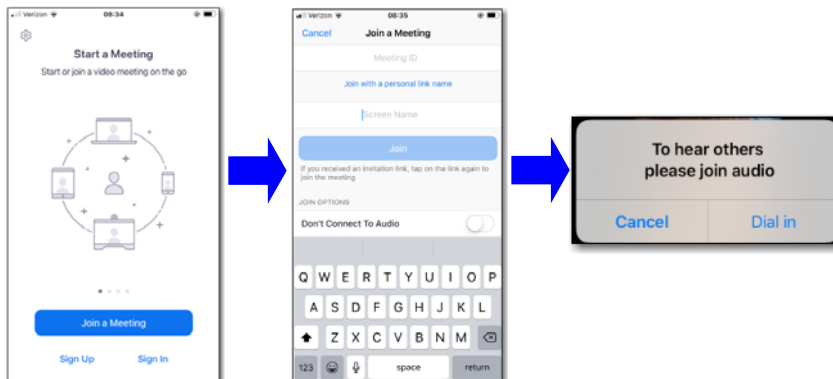 Verizon 08:34
Start a Meeting
Start or join a video meeting on the go
Join a Meeting
Sign Up Sign In
Verizon 08:35
Cancel Join a Meeting
Meeting ID
Join with a personal link name
Screen Name
Join
If you received an invitation link, tap on the link again to
join the meeting
JOIN OPTIONS
Don't Connect To Audio
Q W E R T Y U I O P
A S D F G H J K L
Z X C V B N M
123 space return
To hear others
please join audio
Cancel Dial in